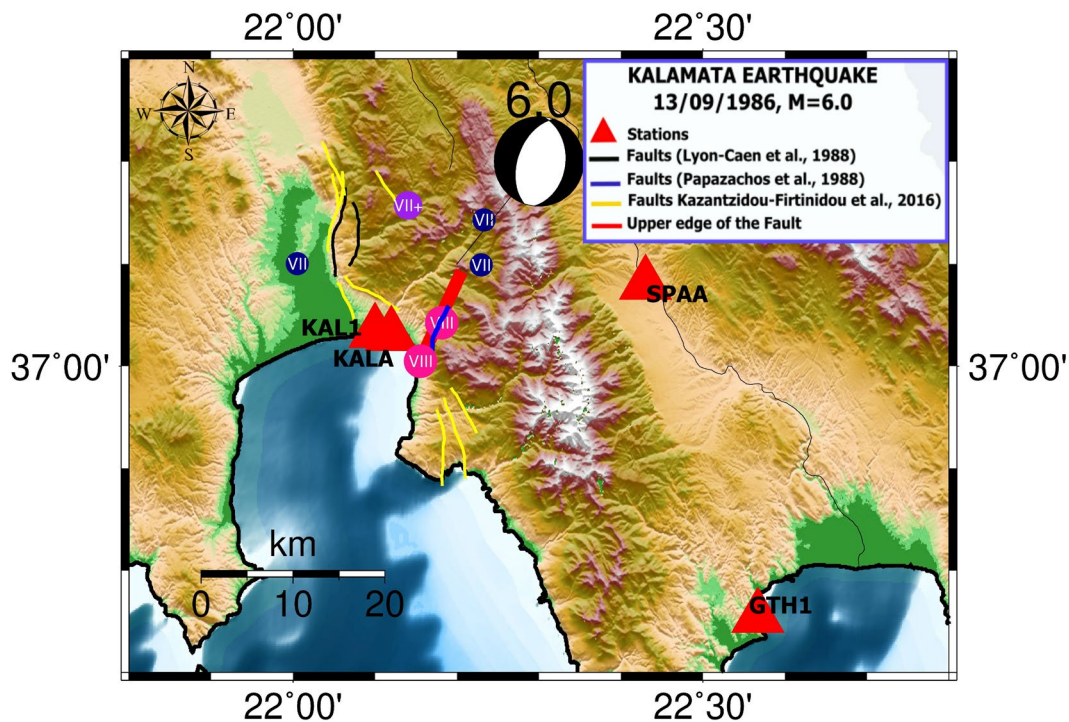 22°00'
22°30'
N
W
E
S
6.0
KALAMATA EARTHQUAKE
13/09/1986, M=6.0
Stations
Faults (Lyon-Caen et al., 1988)
Faults (Papazachos et al., 1988)
Faults Kazantzidou-Firtinidou et al., 2016)
Upper edge of the Fault
VII+
VII
VII
VII
SPAA
VIII
KAL1
KALA
VIII
37°00'
37°00'
km
0
10
20
GTH1
22°00'
22°30'